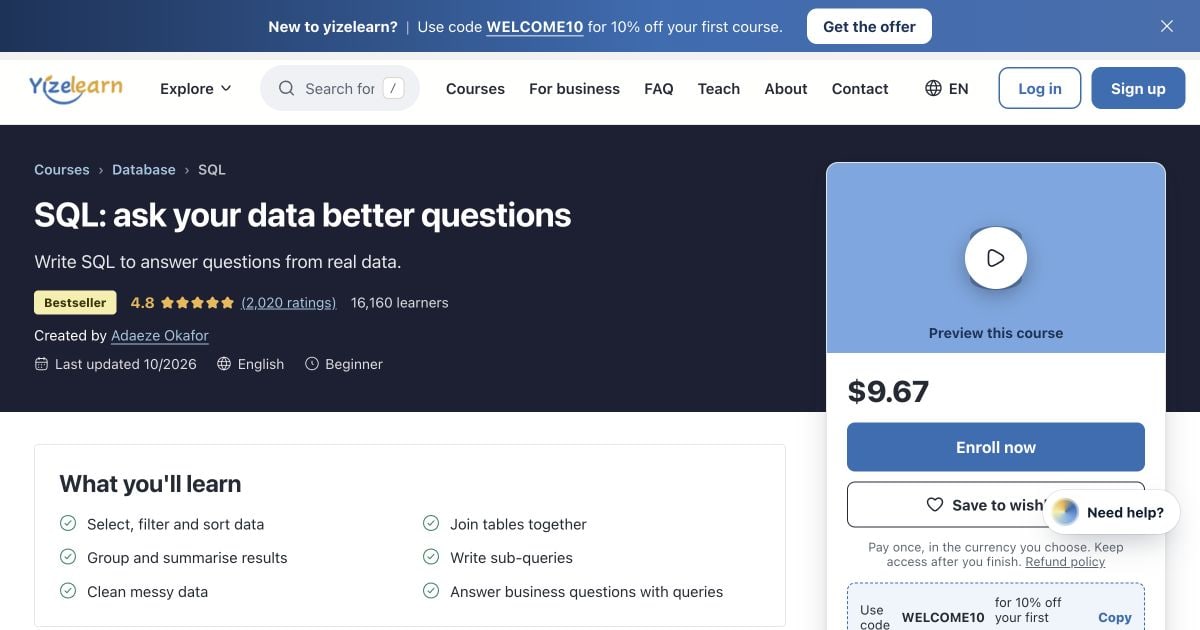 New to yizelearn? | Use code WELCOME10 for 10% off your first course. Get the offer
Yizelearn
Explore
Search for /
Courses For business FAQ Teach About Contact
EN
Log in
Sign up
Courses › Database › SQL
SQL: ask your data better questions
Write SQL to answer questions from real data.
Bestseller 4.8 (2,020 ratings) 16,160 learners
Created by Adaeze Okafor
Last updated 10/2026 English Beginner
What you'll learn
Select, filter and sort data
Join tables together
Group and summarise results
Write sub-queries
Clean messy data
Answer business questions with queries
Preview this course
$9.67
Enroll now
Save to
Need help?
Pay once, in the currency you choose. Keep
access after you finish. Refund policy
Use
code
WELCOME10
for 10% off
your first
Copy